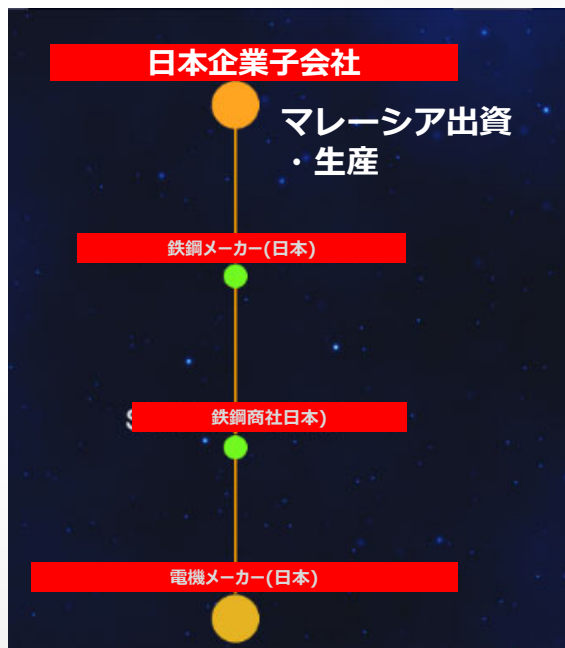 日本企業子会社
マレーシア出資
・生産
鉄鋼メーカー(日本)
鉄鋼商社日本)
電機メーカー(日本)